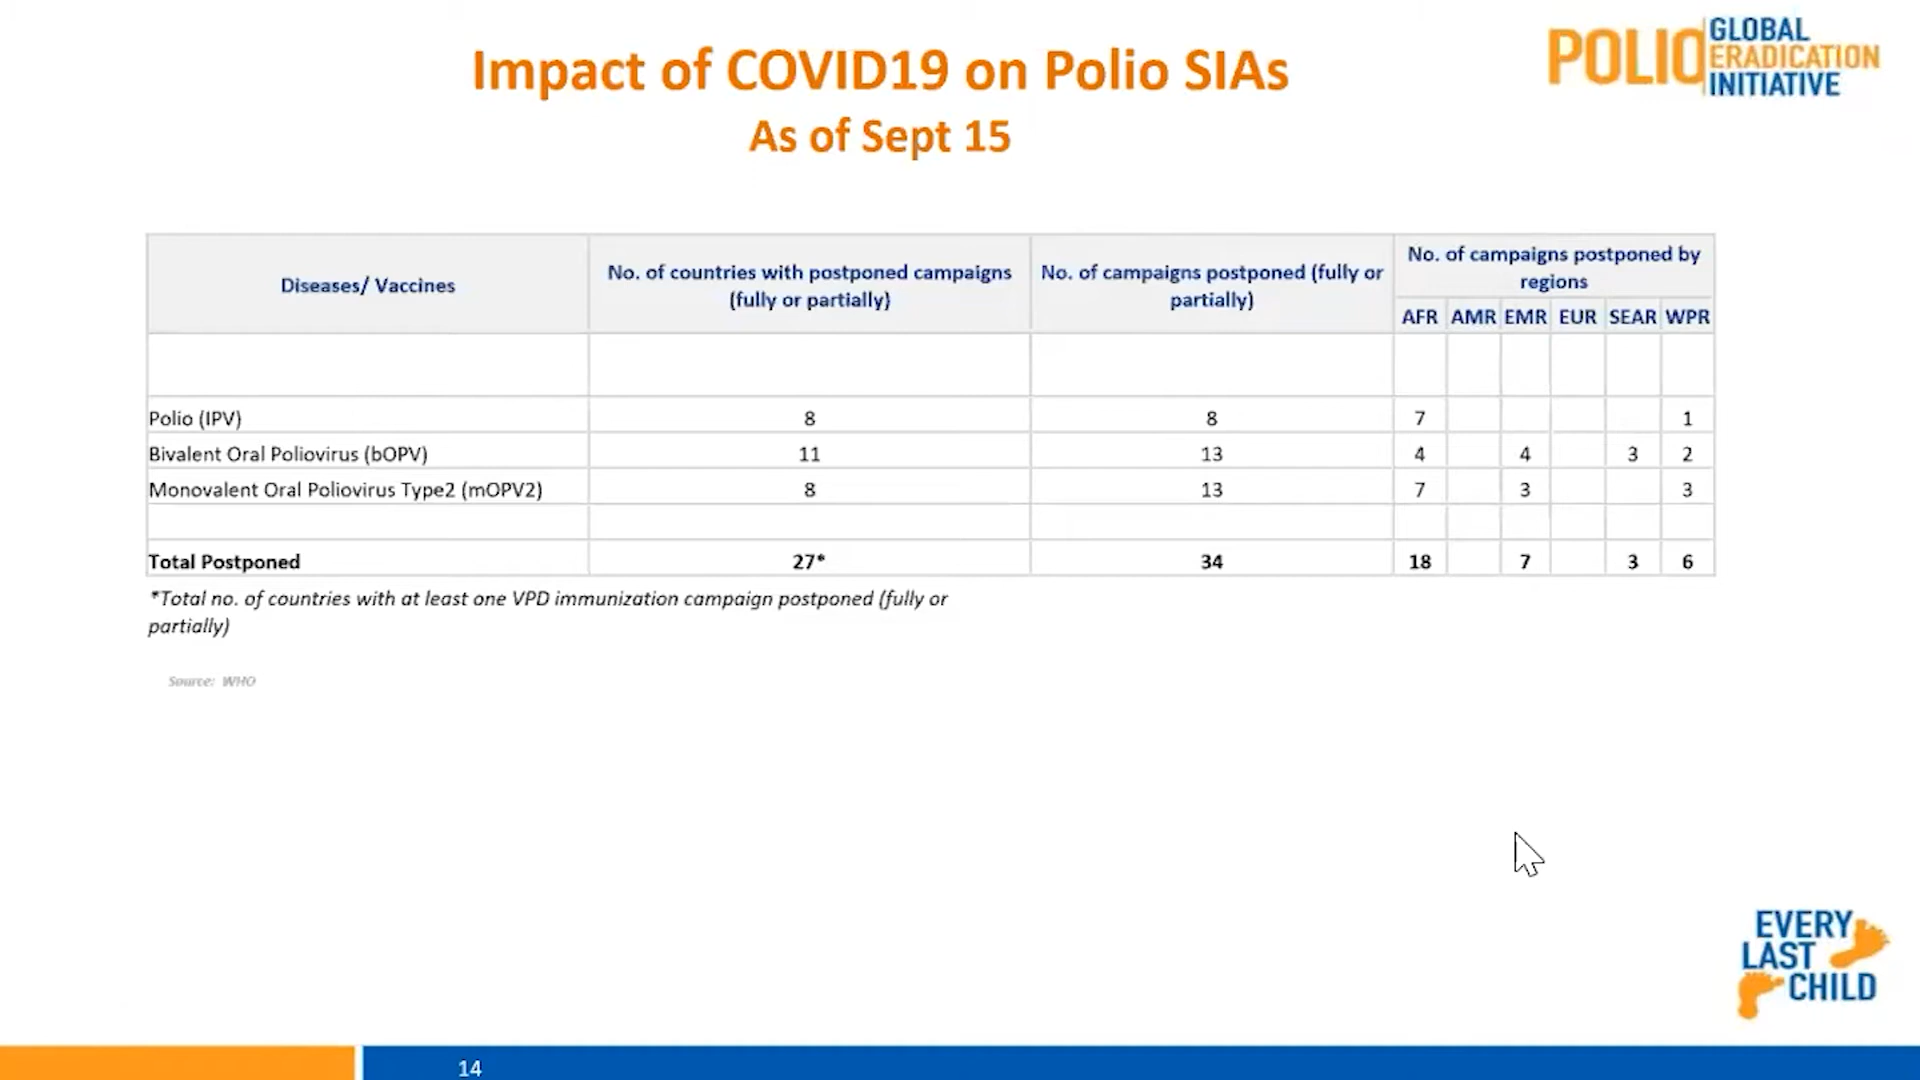 Impact of COVID19 on Polio SIAs
As of Sept 15
POLIO
GLOBAL
ERADICATION
INITIATIVE
Diseases/ Vaccines
No. of countries with postponed campaigns
(fully or partially)
No. of campaigns postponed (fully or
partially)
No. of campaigns postponed by
regions
AFR AMR EMR EUR SEAR WPR
Polio (IPV) 8 8 7 1
Bivalent Oral Poliovirus (bOPV) 11 13 4 4 3 2
Monovalent Oral Poliovirus Type2 (mOPV2) 8 13 7 3 3
Total Postponed 27* 34 18 7 3 6
*Total no. of countries with at least one VPD immunization campaign postponed (fully or
partially)
Source: WHO
EVERY
LAST
CHILD
14